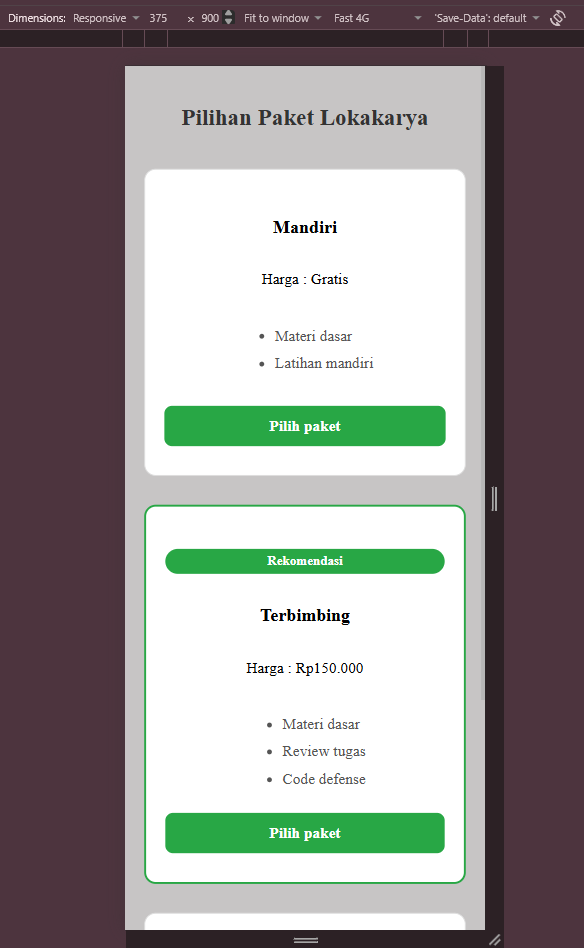 Dimensions: Responsive 375 × 900 Fit to window Fast 4G 'Save-Data': default
Pilihan Paket Lokakarya
Mandiri
Harga : Gratis
• Materi dasar
• Latihan mandiri
Pilih paket
Rekomendasi
Terbimbing
Harga : Rp150.000
• Materi dasar
• Review tugas
• Code defense
Pilih paket